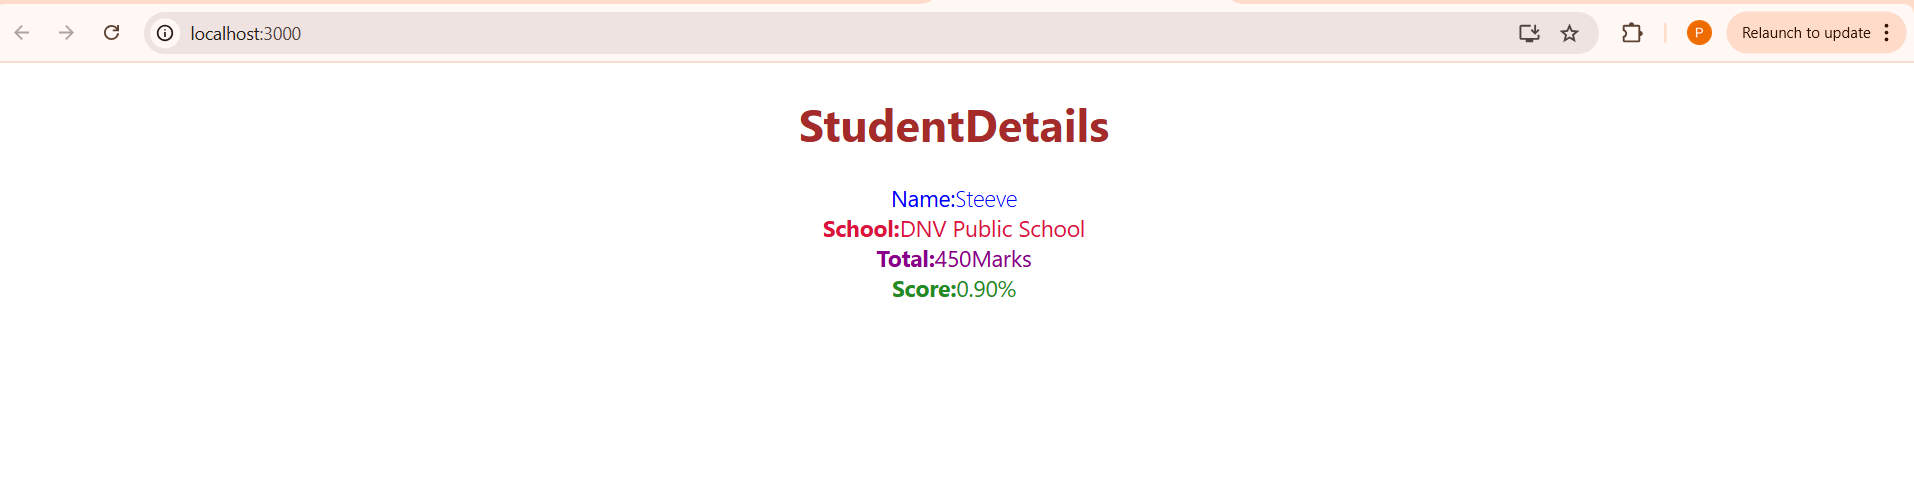 localhost:3000
P
Relaunch to update
StudentDetails
Name:Steeve
School:DNV Public School
Total:450Marks
Score:0.90%